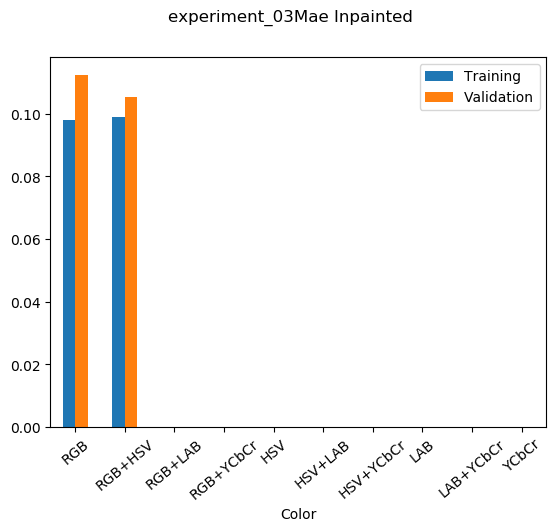 experiment_03Mae Inpainted
Training
Validation
0.10
0.08
0.06
0.04
0.02
0.00
RGB
RGB+HSV
RGB+LAB
RGB+YCbCr
HSV
HSV+LAB
HSV+YCbCr
LAB
LAB+YCbCr
YCbCr
Color